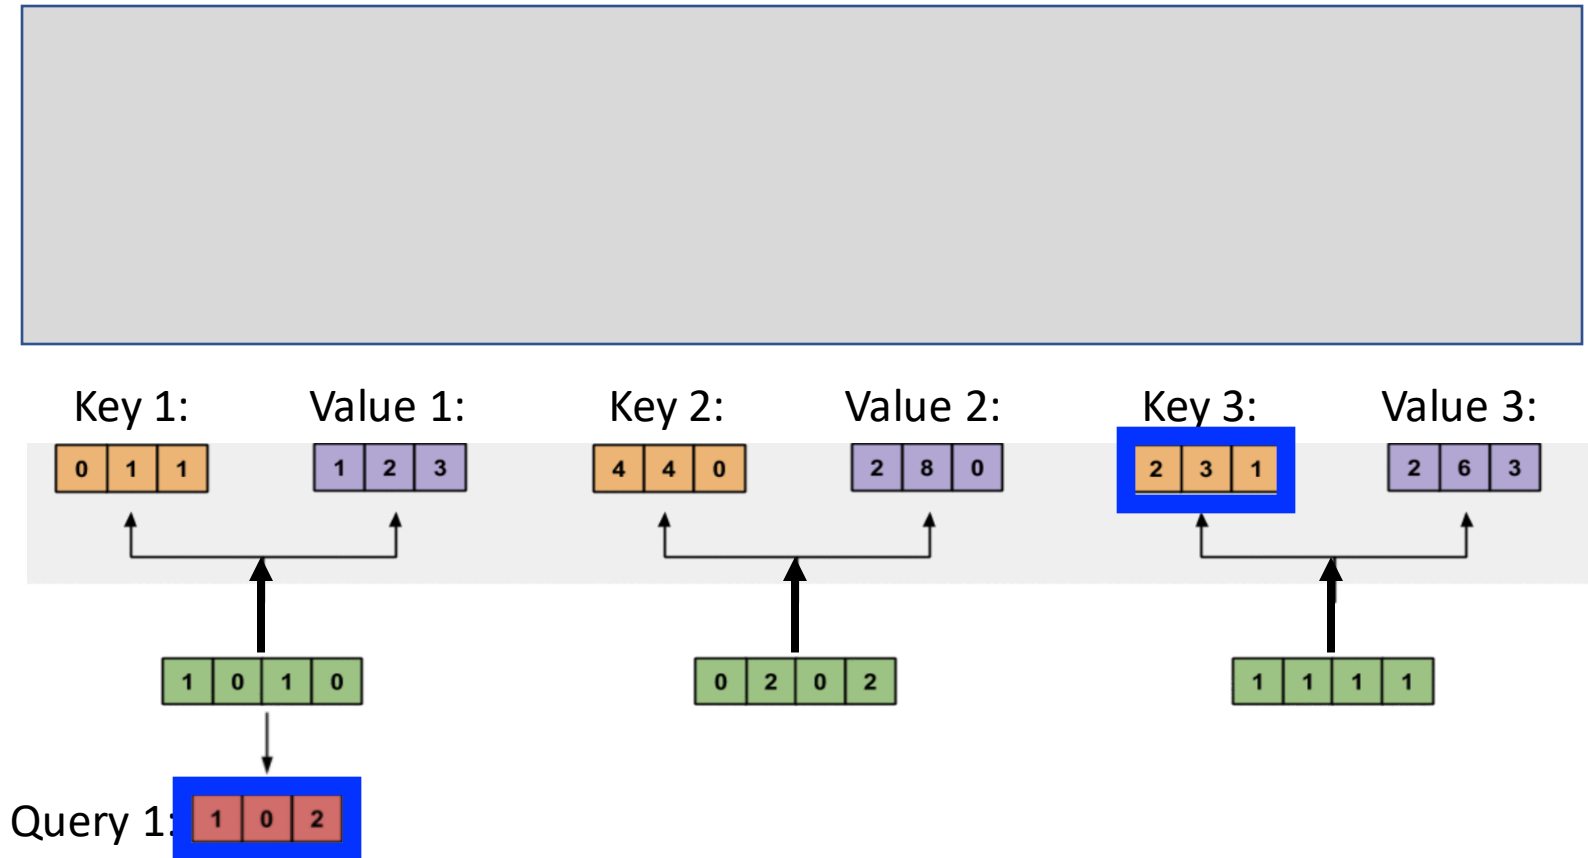 Key 1: Value 1: Key 2: Value 2: Key 3: Value 3:
0 1 1 1 2 3 4 4 0 2 8 0 2 3 1 2 6 3
1 0 1 0 0 2 0 2 1 1 1 1
Query 1: 1 0 2